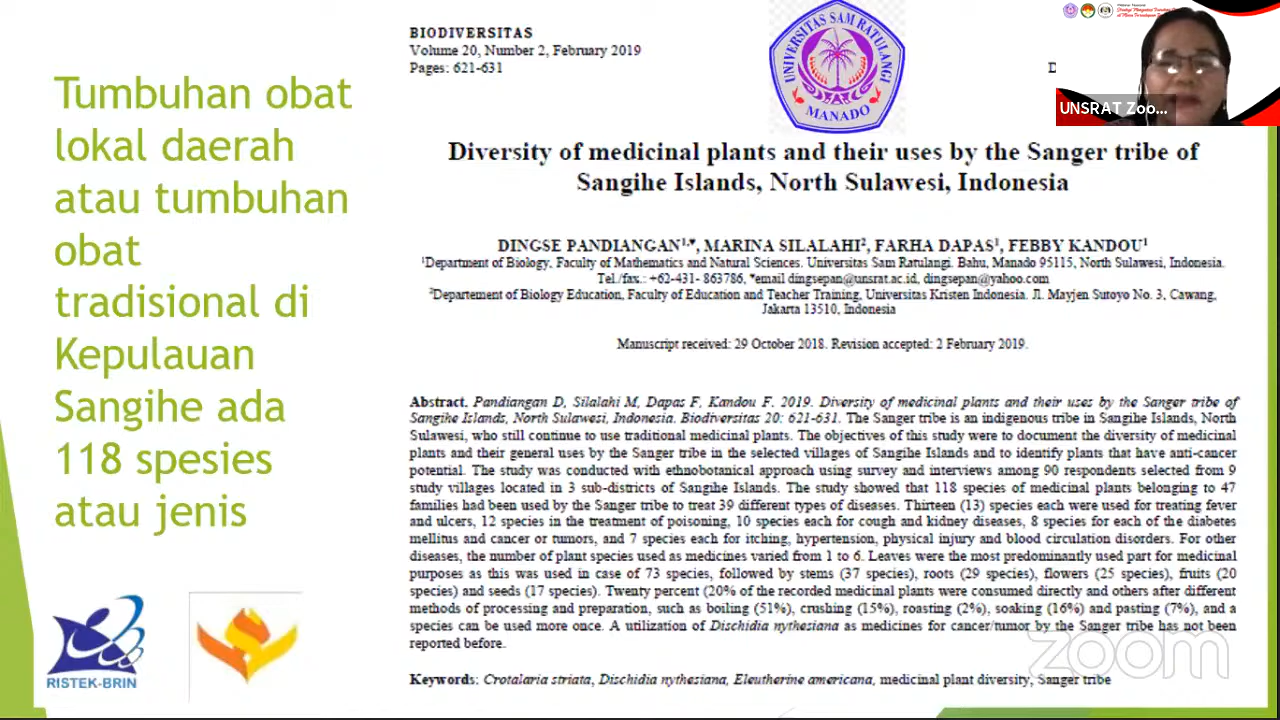 Tumbuhan obat
lokal daerah
atau tumbuhan
obat
tradisional di
Kepulauan
Sangihe ada
118 spesies
atau jenis
RISTEK-BRIN
BIODIVERSITAS
Volume 20, Number 2, February 2019
Pages: 621-631
UNIVERSITAS SAM RATULANGI
MANADO
D
UNSRAT Zoo...
Diversity of medicinal plants and their uses by the Sanger tribe of
Sangihe Islands, North Sulawesi, Indonesia
DINGSE PANDIANGAN¹,♥, MARINA SILALAHI², FARHA DAPAS¹, FEBBY KANDOU¹
¹Department of Biology, Faculty of Mathematics and Natural Sciences. Universitas Sam Ratulangi. Bahu, Manado 95115, North Sulawesi, Indonesia.
Tel./fax.: +62-431- 863786, ♥email dingsepan@unsrat.ac.id, dingsepan@yahoo.com
²Departement of Biology Education, Faculty of Education and Teacher Training, Universitas Kristen Indonesia. Jl. Mayjen Sutoyo No. 3, Cawang,
Jakarta 13510, Indonesia
Manuscript received: 29 October 2018. Revision accepted: 2 February 2019.
Abstract. Pandiangan D, Silalahi M, Dapas F, Kandou F. 2019. Diversity of medicinal plants and their uses by the Sanger tribe of
Sangihe Islands, North Sulawesi, Indonesia. Biodiversitas 20: 621-631. The Sanger tribe is an indigenous tribe in Sangihe Islands, North
Sulawesi, who still continue to use traditional medicinal plants. The objectives of this study were to document the diversity of medicinal
plants and their general uses by the Sanger tribe in the selected villages of Sangihe Islands and to identify plants that have anti-cancer
potential. The study was conducted with ethnobotanical approach using survey and interviews among 90 respondents selected from 9
study villages located in 3 sub-districts of Sangihe Islands. The study showed that 118 species of medicinal plants belonging to 47
families had been used by the Sanger tribe to treat 39 different types of diseases. Thirteen (13) species each were used for treating fever
and ulcers, 12 species in the treatment of poisoning, 10 species each for cough and kidney diseases, 8 species for each of the diabetes
mellitus and cancer or tumors, and 7 species each for itching, hypertension, physical injury and blood circulation disorders. For other
diseases, the number of plant species used as medicines varied from 1 to 6. Leaves were the most predominantly used part for medicinal
purposes as this was used in case of 73 species, followed by stems (37 species), roots (29 species), flowers (25 species), fruits (20
species) and seeds (17 species). Twenty percent (20% of the recorded medicinal plants were consumed directly and others after different
methods of processing and preparation, such as boiling (51%), crushing (15%), roasting (2%), soaking (16%) and pasting (7%), and a
species can be used more once. A utilization of Dischidia nythesiana as medicines for cancer/tumor by the Sanger tribe has not been
reported before.
Keywords: Crotalaria striata, Dischidia nythesiana, Eleutherine americana, medicinal plant diversity, Sanger tribe
zoom